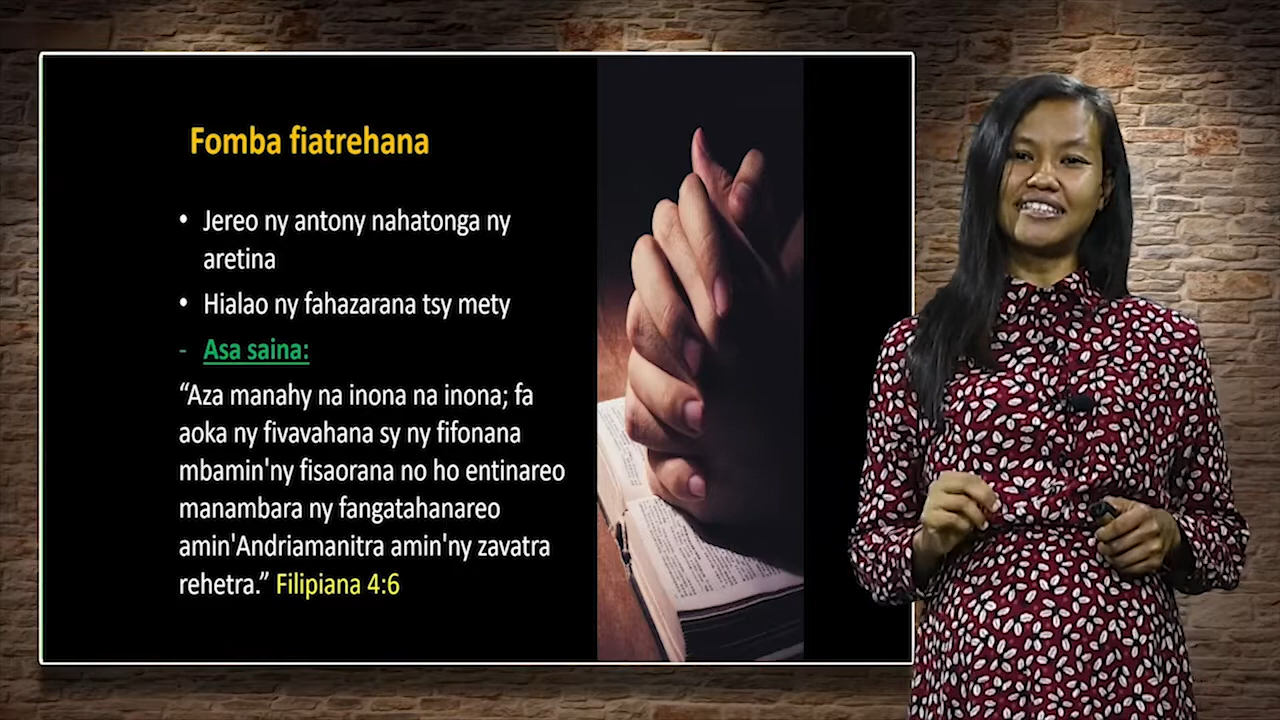 Fomba fiatrehana
• Jereo ny antony nahatonga ny
aretina
• Hialao ny fahazarana tsy mety
- Asa saina:
“Aza manahy na inona na inona; fa
aoka ny fivavahana sy ny fifonana
mbamin'ny fisaorana no ho entinareo
manambara ny fangatahanareo
amin'Andriamanitra amin'ny zavatra
rehetra.” Filipiana 4:6